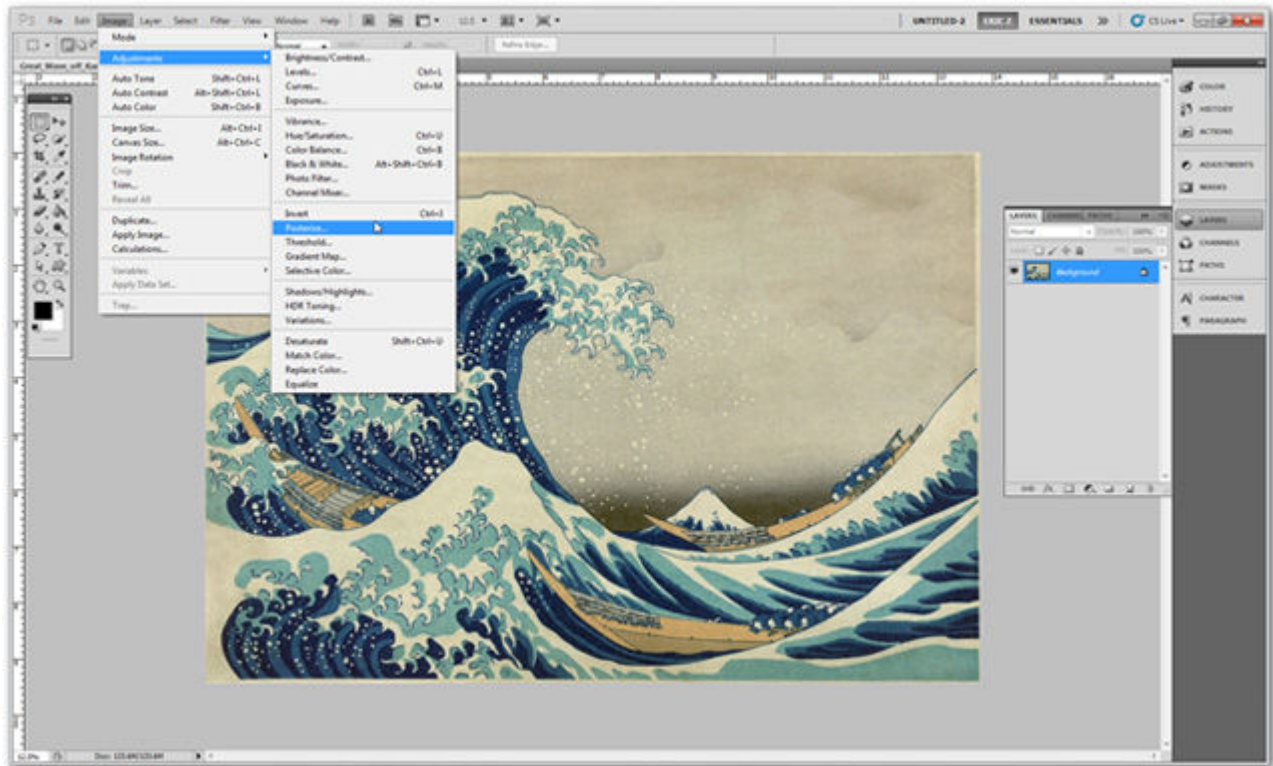 Ps File Edit Image Layer Select Filter View Window Help UNTITLED-2 ESSENTIALS CS Live
Refine Edge...
Mode
Adjustments
Auto Tone Shift+Ctrl+L
Auto Contrast Alt+Shift+Ctrl+L
Auto Color Shift+Ctrl+B
Image Size... Alt+Ctrl+I
Canvas Size... Alt+Ctrl+C
Image Rotation
Crop
Trim...
Reveal All
Duplicate...
Apply Image...
Calculations...
Variables
Apply Data Set...
Trap...
Brightness/Contrast...
Levels... Ctrl+L
Curves... Ctrl+M
Exposure...
Vibrance...
Hue/Saturation... Ctrl+U
Color Balance... Ctrl+B
Black & White... Alt+Shift+Ctrl+B
Photo Filter...
Channel Mixer...
Invert Ctrl+I
Posterize...
Threshold...
Gradient Map...
Selective Color...
Shadows/Highlights...
HDR Toning...
Variations...
Desaturate Shift+Ctrl+U
Match Color...
Replace Color...
Equalize
LAYERS
Normal
Background
COLOR
HISTORY
ACTIONS
ADJUSTMENTS
MASKS
LAYERS
CHANNELS
PATHS
CHARACTER
PARAGRAPH